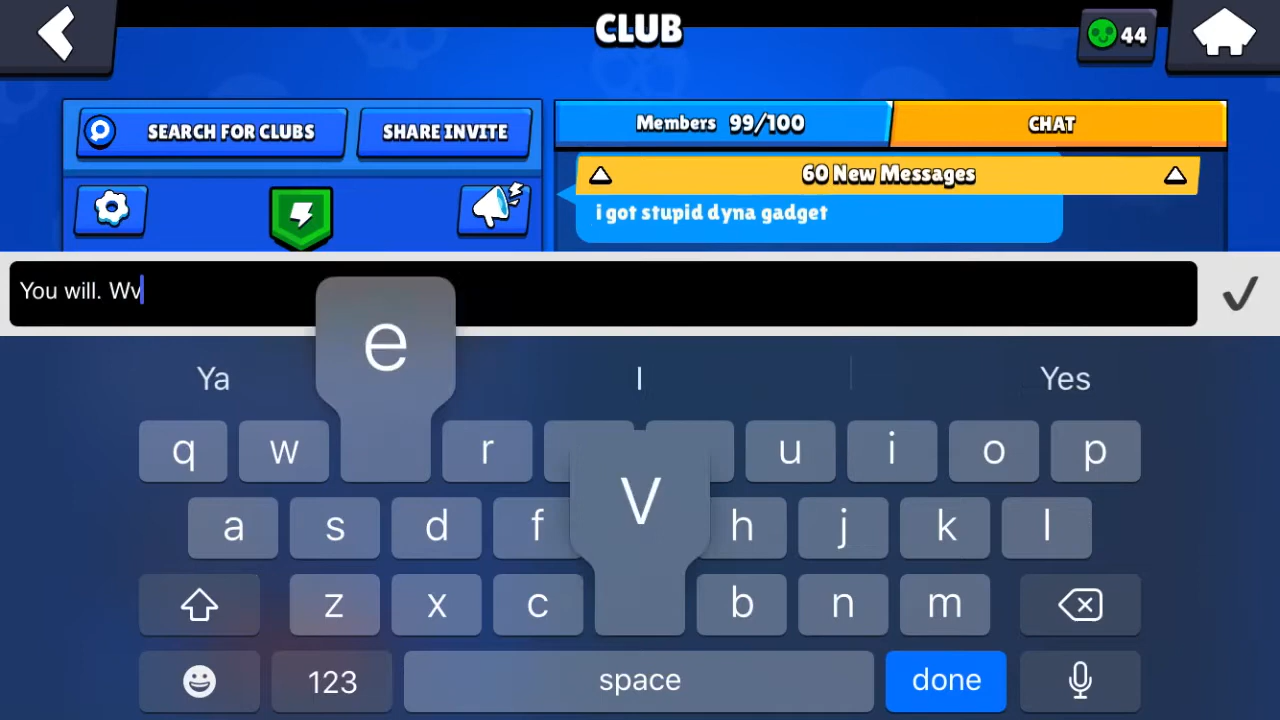 CLUB
44
SEARCH FOR CLUBS
SHARE INVITE
Members 99/100
CHAT
60 New Messages
i got stupid dyna gadget
You will. Wv
e
Ya
I
Yes
q w r u i o p
v
a s d f h j k l
z x c b n m
123
space
done